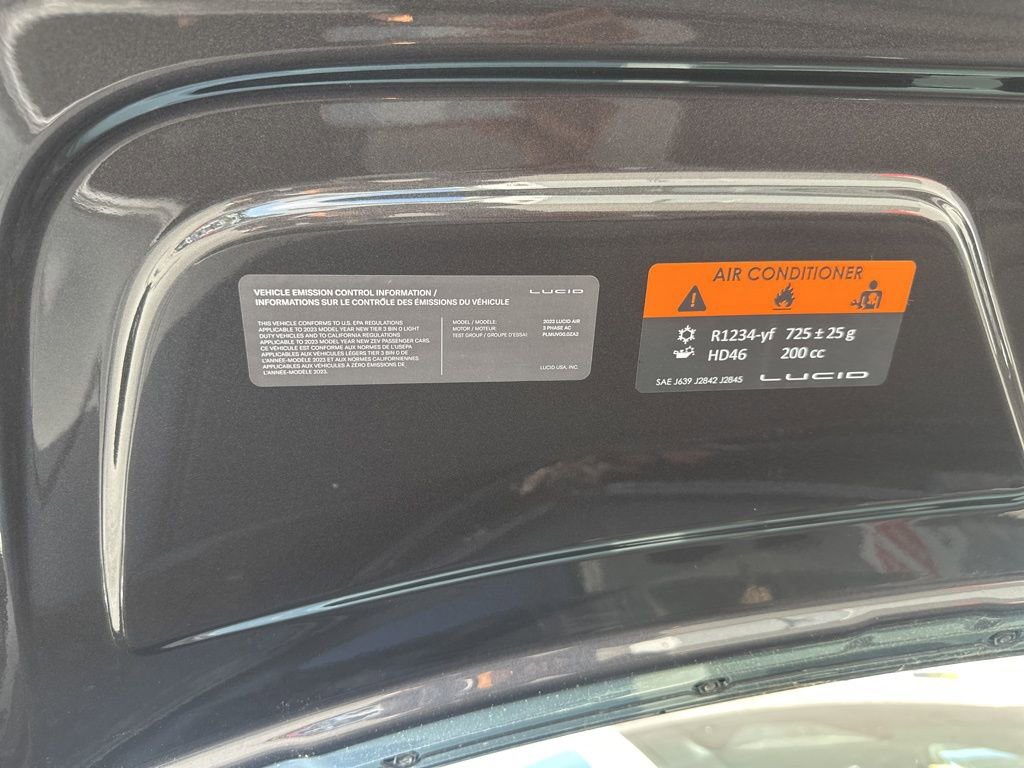 VEHICLE EMISSION CONTROL INFORMATION /
INFORMATIONS SUR LE CONTRÔLE DES ÉMISSIONS DU VÉHICULE
LUCID
THIS VEHICLE CONFORMS TO U.S. EPA REGULATIONS
APPLICABLE TO 2023 MODEL YEAR NEW TIER 3 BIN 0 LIGHT
DUTY VEHICLES AND TO CALIFORNIA REGULATIONS
APPLICABLE TO 2023 MODEL YEAR NEW ZEV PASSENGER CARS.
CE VÉHICULE EST CONFORME AUX NORMES DE L'USEPA
APPLICABLES AUX VÉHICULES LÉGERS TIER 3 BIN 0 DE
L'ANNÉE-MODÈLE 2023 ET AUX NORMES CALIFORNIENNES
APPLICABLES AUX VÉHICULES À ZÉRO ÉMISSIONS DE
L'ANNÉE-MODÈLE 2023.
MODEL / MODÈLE: 2023 LUCID AIR
MOTOR / MOTEUR: 3 PHASE AC
TEST GROUP / GROUPE D'ESSAI:
LUCID USA, INC.
AIR CONDITIONER
R1234-yf 725 ± 25 g
HD46 200 cc
SAE J639 J2842 J2845 LUCID